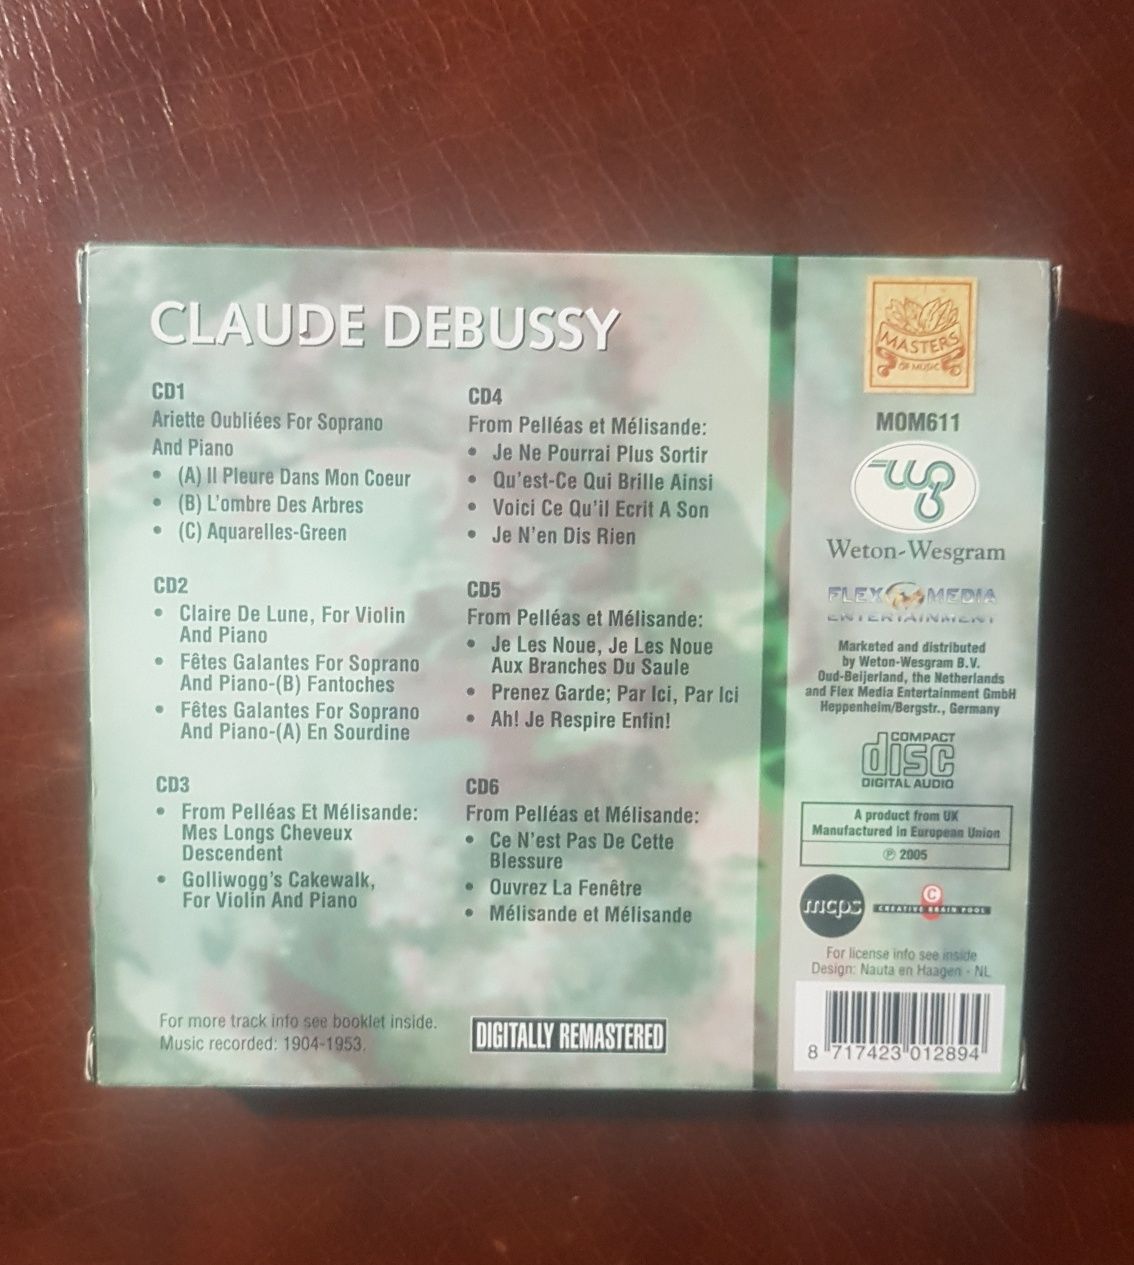 CLAUDE DEBUSSY
CD1
Ariette Oubliées For Soprano
And Piano
• (A) Il Pleure Dans Mon Coeur
• (B) L'ombre Des Arbres
• (C) Aquarelles-Green
CD2
• Claire De Lune, For Violin
And Piano
• Fêtes Galantes For Soprano
And Piano-(B) Fantoches
• Fêtes Galantes For Soprano
And Piano-(A) En Sourdine
CD3
• From Pelléas Et Mélisande:
Mes Longs Cheveux
Descendent
• Golliwogg's Cakewalk,
For Violin And Piano
CD4
From Pelléas et Mélisande:
• Je Ne Pourrai Plus Sortir
• Qu'est-Ce Qui Brille Ainsi
• Voici Ce Qu'il Ecrit A Son
• Je N'en Dis Rien
CD5
From Pelléas et Mélisande:
• Je Les Noue, Je Les Noue
Aux Branches Du Saule
• Prenez Garde; Par Ici, Par Ici
• Ah! Je Respire Enfin!
CD6
From Pelléas et Mélisande:
• Ce N'est Pas De Cette
Blessure
• Ouvrez La Fenêtre
• Mélisande et Mélisande
For more track info see booklet inside.
Music recorded: 1904-1953.
DIGITALLY REMASTERED
MASTERS
OF MUSIC
MOM611
wg
Weton-Wesgram
FLEX MEDIA
ENTERTAINMENT
Marketed and distributed
by Weton-Wesgram B.V.
Oud-Beijerland, the Netherlands
and Flex Media Entertainment GmbH
Heppenheim/Bergstr., Germany
COMPACT
disc
DIGITAL AUDIO
A product from UK
Manufactured in European Union
℗ 2005
mcps
C
CREATIVE BRAIN POOL
For license info see inside
Design: Nauta en Haagen - NL
8 717423 012894